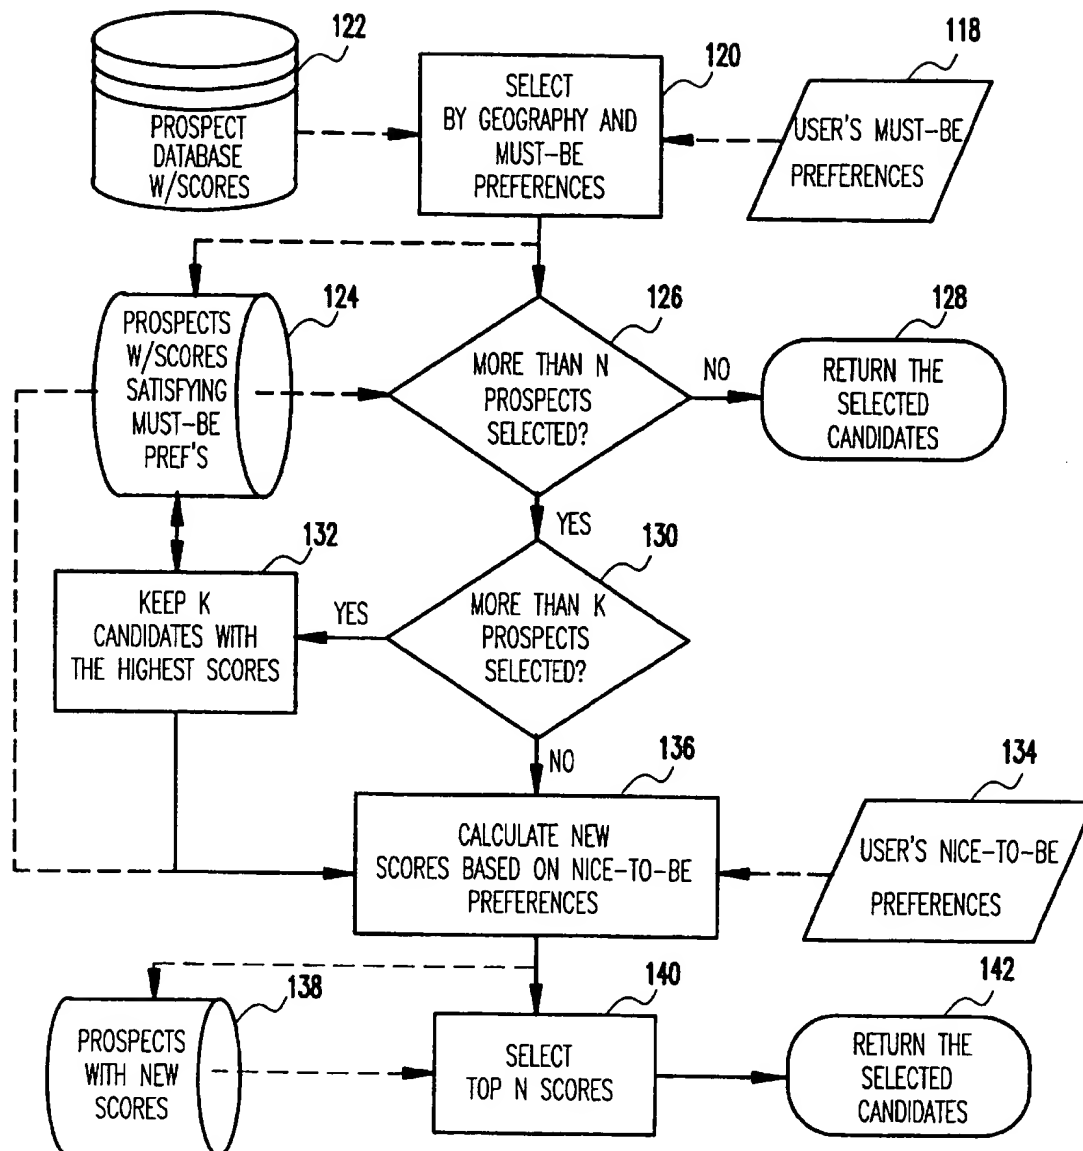 122
PROSPECT
DATABASE
W/SCORES
120
SELECT
BY GEOGRAPHY AND
MUST-BE
PREFERENCES
118
USER'S MUST-BE
PREFERENCES
124
PROSPECTS
W/SCORES
SATISFYING
MUST-BE
PREF'S
126
MORE THAN N
PROSPECTS
SELECTED?
NO
128
RETURN THE
SELECTED
CANDIDATES
YES
132
KEEP K
CANDIDATES WITH
THE HIGHEST SCORES
YES
130
MORE THAN K
PROSPECTS
SELECTED?
NO
136
CALCULATE NEW
SCORES BASED ON NICE-TO-BE
PREFERENCES
134
USER'S NICE-TO-BE
PREFERENCES
138
PROSPECTS
WITH NEW
SCORES
140
SELECT
TOP N SCORES
142
RETURN THE
SELECTED
CANDIDATES